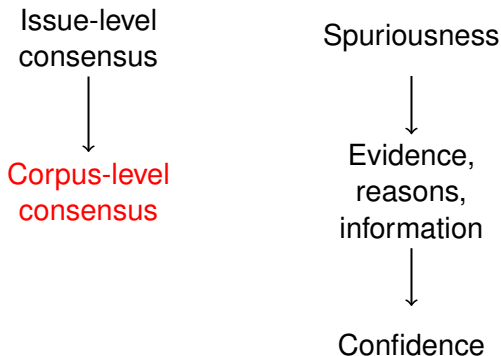 Issue-level
consensus
Corpus-level
consensus
Spuriousness
Evidence,
reasons,
information
Confidence